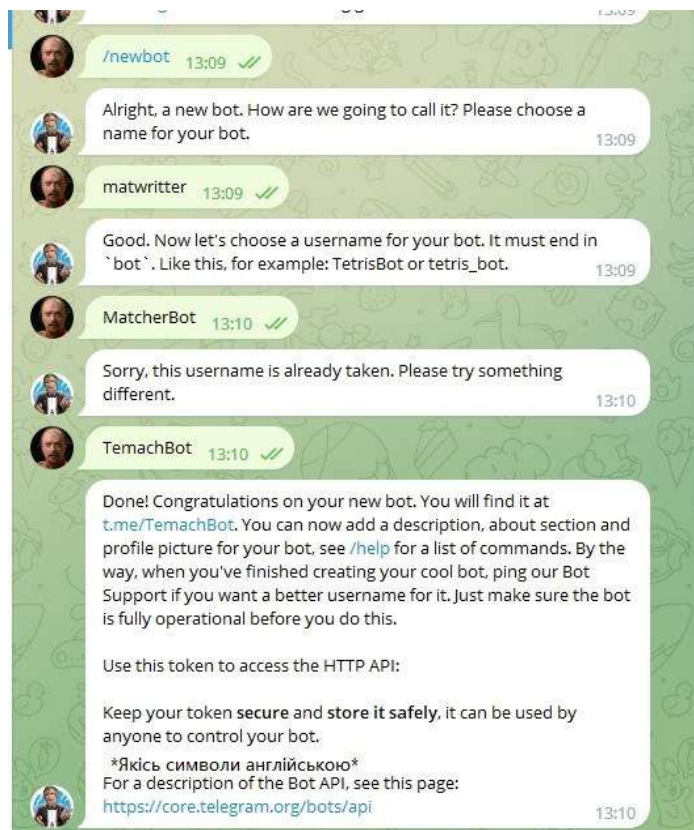 /newbot 13:09
Alright, a new bot. How are we going to call it? Please choose a
name for your bot. 13:09
matwritter 13:09
Good. Now let's choose a username for your bot. It must end in
`bot`. Like this, for example: TetrisBot or tetris_bot. 13:09
MatcherBot 13:10
Sorry, this username is already taken. Please try something
different. 13:10
TemachBot 13:10
Done! Congratulations on your new bot. You will find it at
t.me/TemachBot. You can now add a description, about section and
profile picture for your bot, see /help for a list of commands. By the
way, when you've finished creating your cool bot, ping our Bot
Support if you want a better username for it. Just make sure the bot
is fully operational before you do this.
Use this token to access the HTTP API:
Keep your token secure and store it safely, it can be used by
anyone to control your bot.
*Якісь символи англійською*
For a description of the Bot API, see this page:
https://core.telegram.org/bots/api 13:10